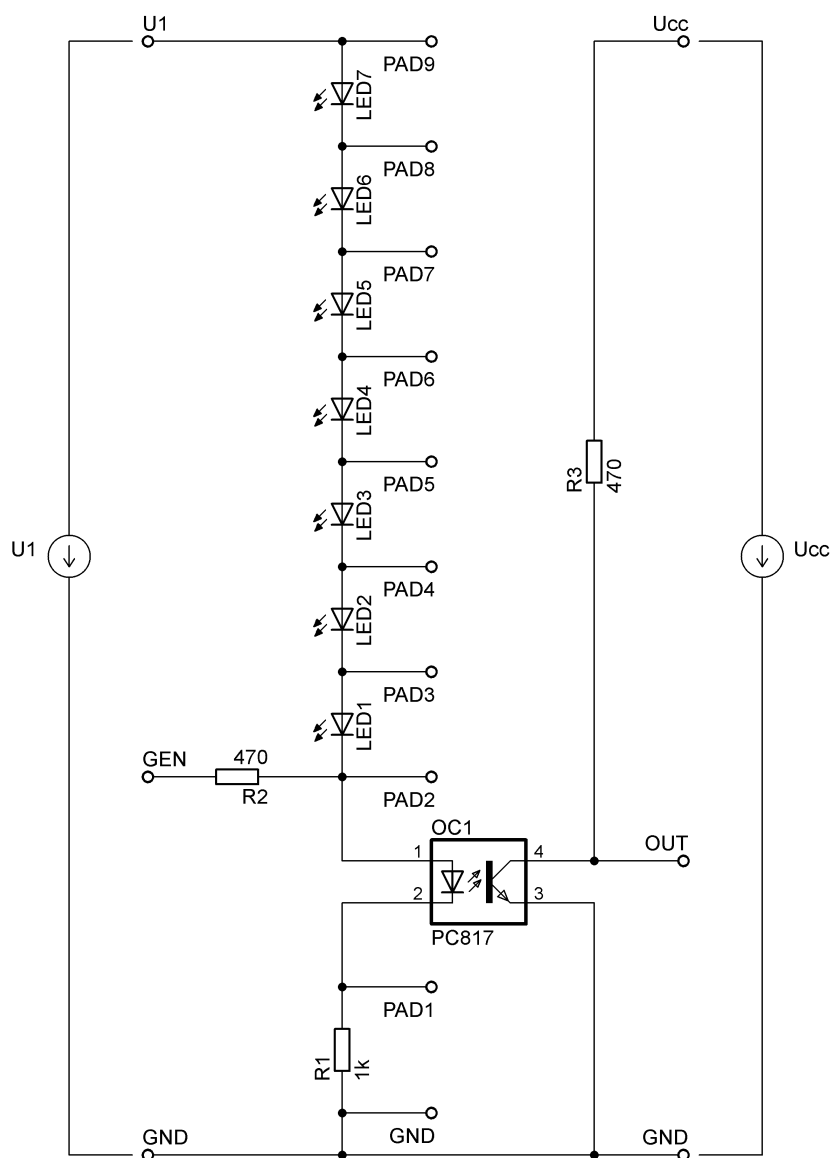 U1
Ucc
PAD9
LED7
PAD8
LED6
PAD7
LED5
PAD6
LED4
PAD5
R3
470
LED3
U1
Ucc
PAD4
LED2
PAD3
LED1
GEN
470
R2
PAD2
OC1
OUT
1
4
2
3
PC817
PAD1
R1
1k
GND
GND
GND